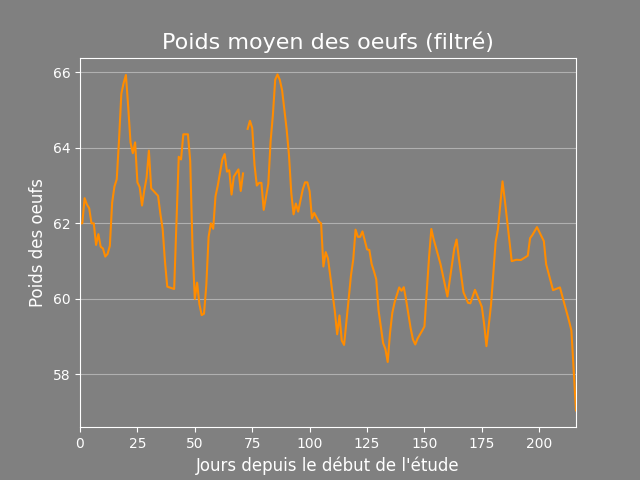 Poids moyen des oeufs (filtré)
Poids des oeufs
66
64
62
60
58
0 25 50 75 100 125 150 175 200
Jours depuis le début de l'étude